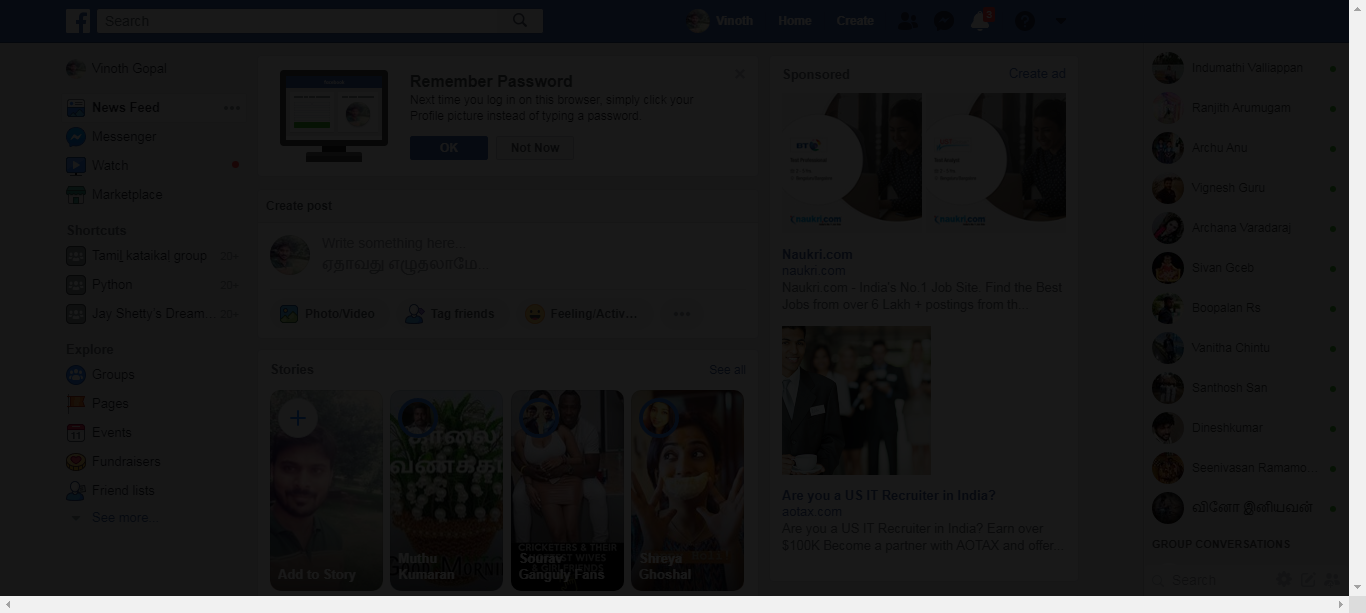 Search
Vinoth
Home
Create
2
Vinoth Gopal
News Feed
Messenger
Watch
Marketplace
Shortcuts
Tamil kataikal group 20+
Python 20+
Jay Shetty's Dream... 20+
Explore
Groups
Pages
11
Events
Fundraisers
Friend lists
See more...
Remember Password
Next time you log in on this browser, simply click your
Profile picture instead of typing a password.
OK
Not Now
Create post
Write something here...
ஏதாவது எழுதலாமே...
Photo/Video
Tag friends
Feeling/Activ...
Stories
See all
Add to Story
காலை
வணக்க
Muthu
Kumaran
CRICKETERS & THEIR
WIVES
Sourav
Ganguly Fans
Shreya
Ghoshal
Sponsored
Create ad
BT
naukri.com
naukri.com
Naukri.com
naukri.com
Naukri.com - India's No.1 Job Site. Find the Best
Jobs from over 6 Lakh + postings from th...
Are you a US IT Recruiter in India?
aotax.com
Are you a US IT Recruiter in India? Earn over
$100K Become a partner with AOTAX and offer...
Indumathi Valliappan
Ranjith Arumugam
Archu Anu
Vignesh Guru
Archana Varadaraj
Sivan Gceb
Boopalan Rs
Vanitha Chintu
Santhosh San
Dineshkumar
Seenivasan Ramamo...
வினோ இனியவன்
GROUP CONVERSATIONS
Search